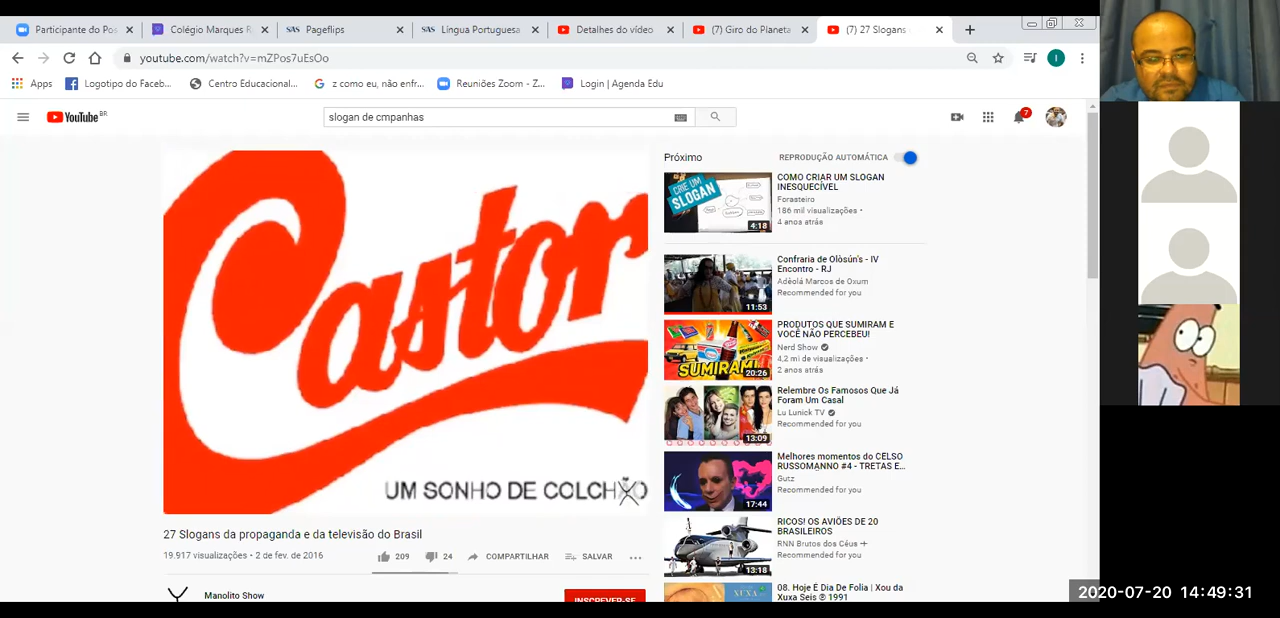 Participante do Pos
Colégio Marques R
SAS Pageflips
SAS Língua Portuguesa
Detalhes do vídeo
(7) Giro do Planeta
(7) 27 Slogans
youtube.com/watch?v=mZPos7uEsOo
Apps
Logotipo do Faceb...
Centro Educacional...
z como eu, não enfr...
Reuniões Zoom - Z...
Login | Agenda Edu
YouTube BR
slogan de cmpanhas
7
Castor
UM SONHO DE COLCH
27 Slogans da propaganda e da televisão do Brasil
19.917 visualizações • 2 de fev. de 2016
209
24
COMPARTILHAR
SALVAR
Manolito Show
INSCREVER-SE
Próximo
REPRODUÇÃO AUTOMÁTICA
CRIE UM
SLOGAN
4:18
COMO CRIAR UM SLOGAN
INESQUECÍVEL
Forasteiro
186 mil visualizações •
4 anos atrás
11:53
Confraria de Olòsún's - IV
Encontro - RJ
Adéolá Marcos de Oxum
Recommended for you
SUMIRAM
20:26
PRODUTOS QUE SUMIRAM E
VOCÊ NÃO PERCEBEU!
Nerd Show
4,2 mi de visualizações •
2 anos atrás
13:09
Relembre Os Famosos Que Já
Foram Um Casal
Lu Lunick TV
Recommended for you
17:44
Melhores momentos do CELSO
RUSSOMANNO #4 - TRETAS E...
Gutz
Recommended for you
13:18
RICOS! OS AVIÕES DE 20
BRASILEIROS
RNN Brutos dos Céus
Recommended for you
XUXA
08. Hoje É Dia De Folia | Xou da
Xuxa Seis ® 1991
2020-07-20 14:49:31